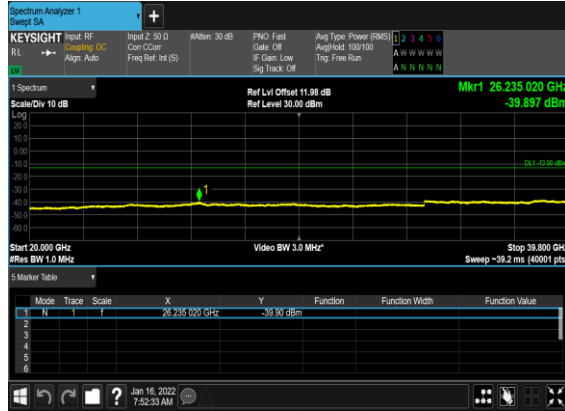 Spectrum Analyzer 1
Swept SA
+
KEYSIGHT Input: RF Input Z: 50 Ω #Atten: 30 dB PNO: Fast Avg Type: Power (RMS) 1 2 3 4 5 6
RL Coupling: DC Corr CCorr Gate: Off Avg|Hold: 100/100 A W W W W W
Align: Auto Freq Ref: Int (S) IF Gain: Low Trig: Free Run
LXI Sig Track: Off A N N N N N
1 Spectrum Ref Lvl Offset 11.98 dB Mkr1 26.235 020 GHz
Scale/Div 10 dB Ref Level 30.00 dBm -39.897 dBm
Log
20.0
10.0
0.00
-10.0
DL1 -13.00 dBm
-20.0
-30.0
1
-40.0
-50.0
-60.0
Start 20.000 GHz Video BW 3.0 MHz* Stop 39.800 GHz
#Res BW 1.0 MHz Sweep ~39.2 ms (40001 pts
5 Marker Table
Mode Trace Scale X Y Function Function Width Function Value
1 N 1 f 26.235 020 GHz -39.90 dBm
2
3
4
5
6
? Jan 16, 2022
7:52:33 AM